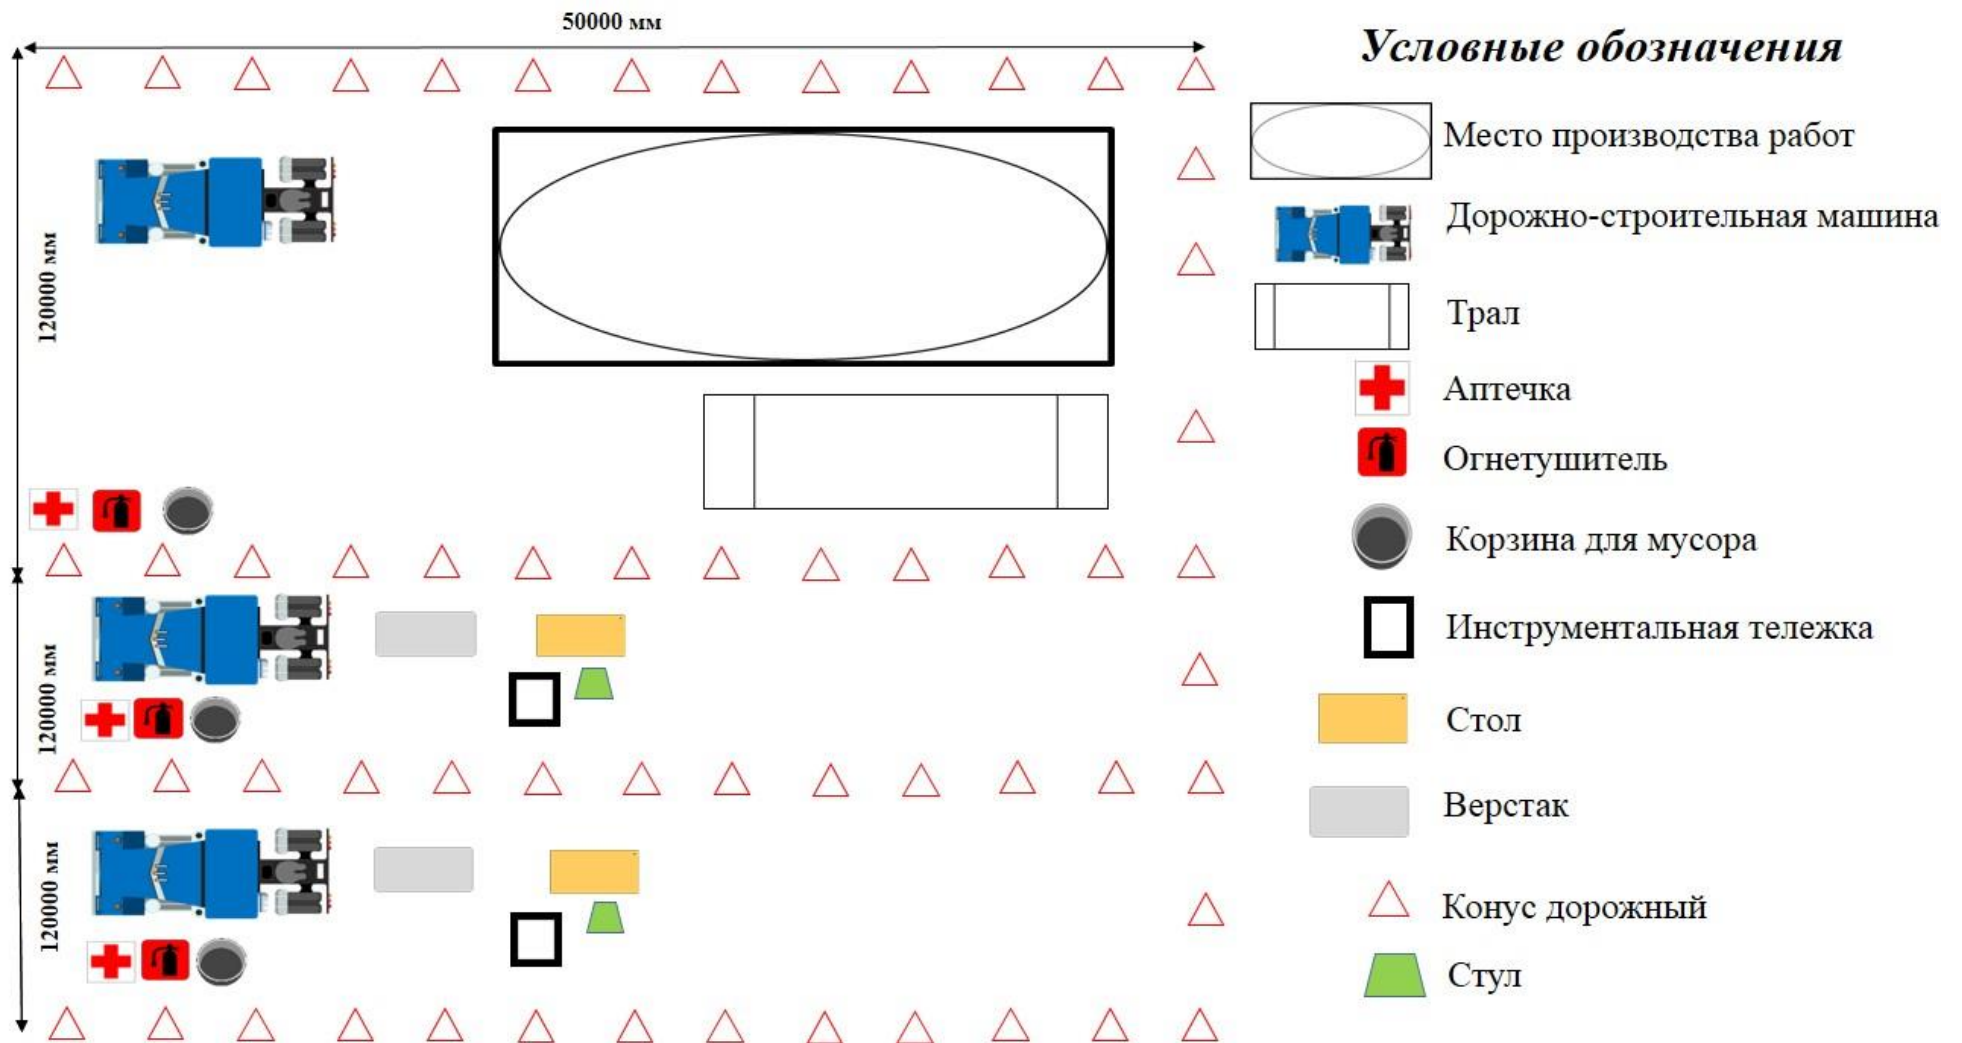 50000 мм
Условные обозначения
Место производства работ
Дорожно-строительная машина
120000 мм
Трал
Аптечка
Огнетушитель
Корзина для мусора
Инструментальная тележка
120000 мм
Стол
Верстак
120000 мм
Конус дорожный
Стул